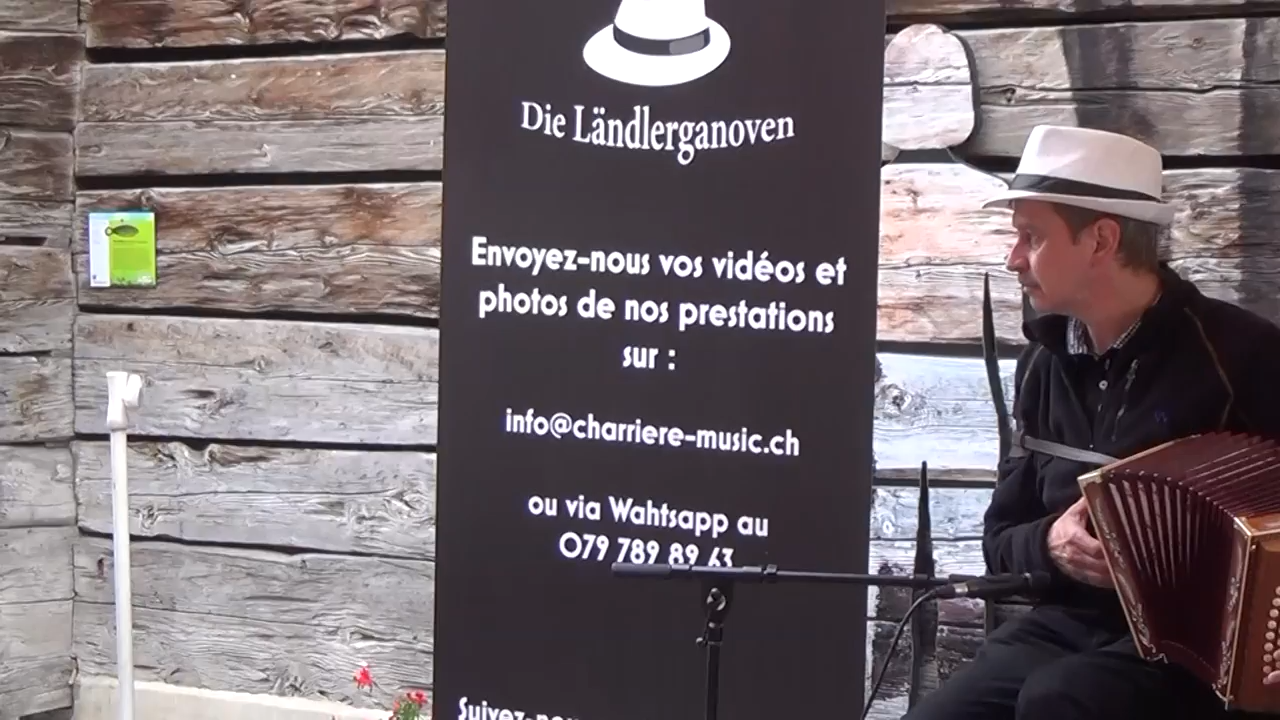 Die Ländlerganoven
Envoyez-nous vos vidéos et
photos de nos prestations
sur :
info@charriere-music.ch
ou via Wahtsapp au
079 789 89 63